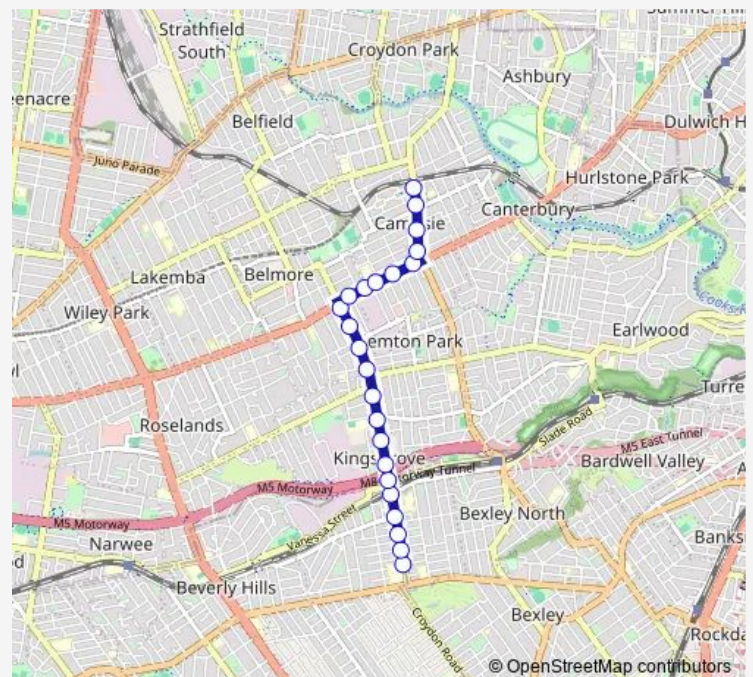 Strathfield
South
Croydon Park
Ashbury
Belfield
Dulwich H
Juno Parade
Hurlstone Park
Canterbury
Lakemba
Belmore
Wiley Park
Earlwood
emton Park
Roselands
Slade Road
M5 East Tunnel
Bardwell Valley
M5 Motorway
Bexley North
M5 Motorway
Vanessa Street
Narwee
Banks
Beverly Hills
Bexley
Croydon Road
Rockda
© OpenStreetMap contributors